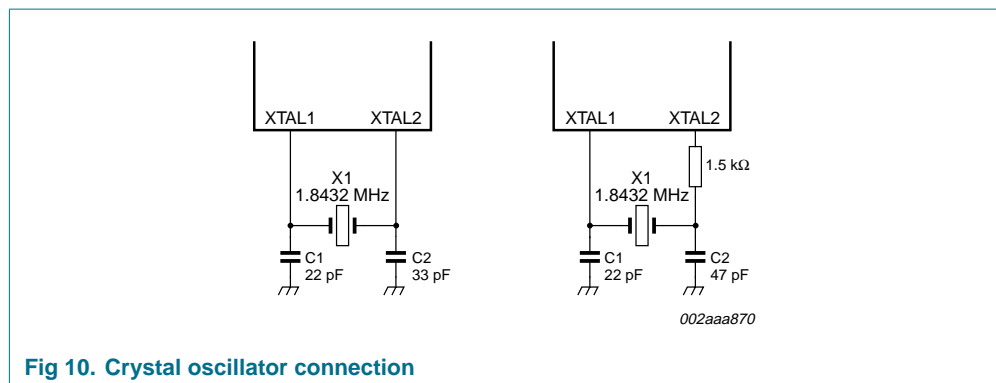 XTAL1 XTAL2
X1
1.8432 MHz
C1
22 pF
C2
33 pF
XTAL1 XTAL2
1.5 kΩ
X1
1.8432 MHz
C1
22 pF
C2
47 pF
002aaa870
Fig 10. Crystal oscillator connection